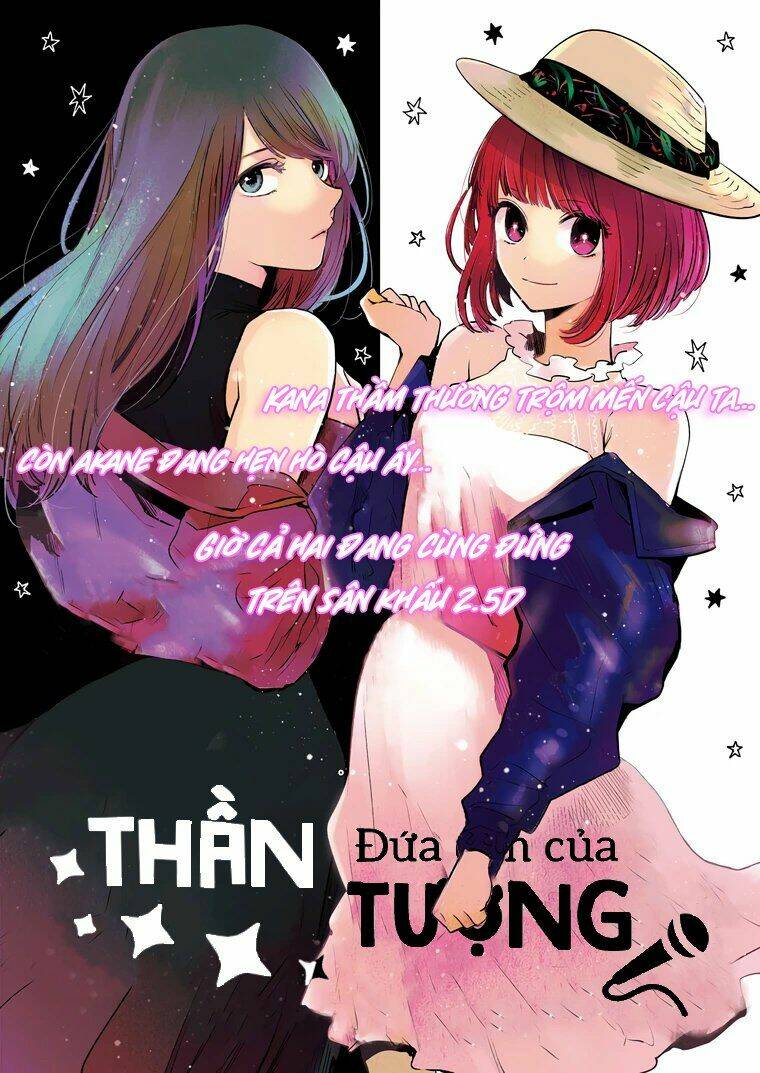 KANA THẦM THƯƠNG TRỘM MẾN CẬU TA..
CÒN AKANE ĐANG HẸN HÒ CẬU ẤY...
GIỜ CẢ HAI ĐANG CÙNG ĐỨNG
TRÊN SÂN KHẤU 2.5D
Đứa của
THẦN TƯỢNG